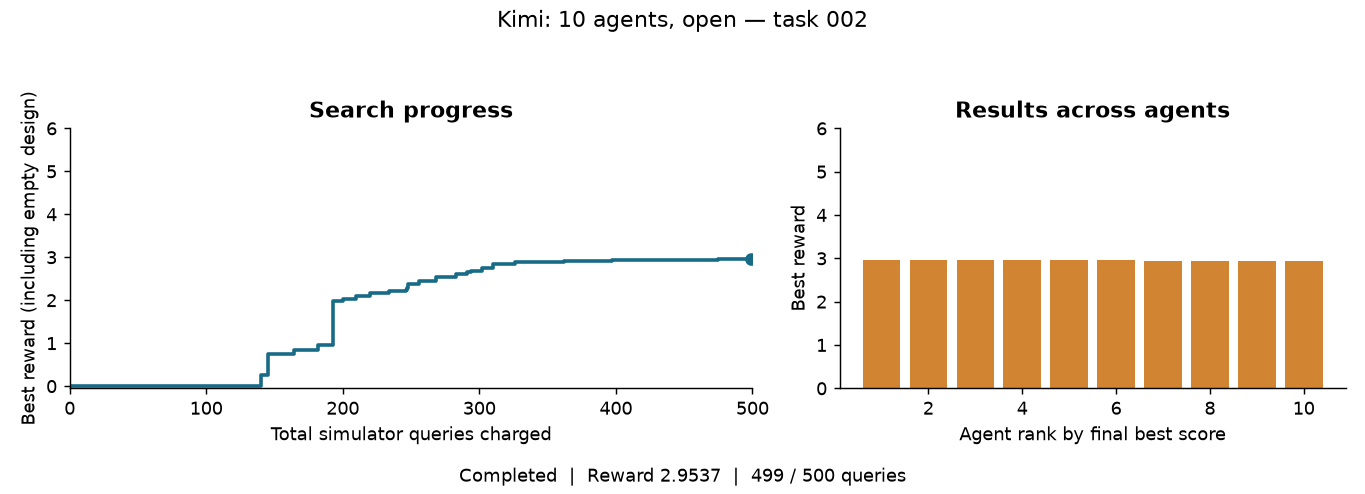 Kimi: 10 agents, open — task 002
Search progress
Best reward (including empty design)
6
5
4
3
2
1
0
0 100 200 300 400 500
Total simulator queries charged
Results across agents
Best reward
6
5
4
3
2
1
0
2 4 6 8 10
Agent rank by final best score
Completed | Reward 2.9537 | 499 / 500 queries